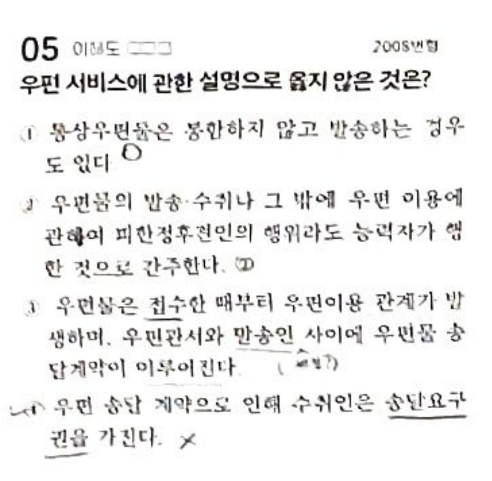 05 이해도 □□□ 2008변형
우편 서비스에 관한 설명으로 옳지 않은 것은?
① 통상우편물은 봉함하지 않고 발송하는 경우
도 있다 O
② 우편물의 발송·수취나 그 밖에 우편 이용에
관하여 피한정후견인의 행위라도 능력자가 행
한 것으로 간주한다.
③ 우편물은 접수한 때부터 우편이용 관계가 발
생하며, 우편관서와 발송인 사이에 우편물 송
달계약이 이루어진다.
④ 우편 송달 계약으로 인해 수취인은 송달요구
권을 가진다. ×